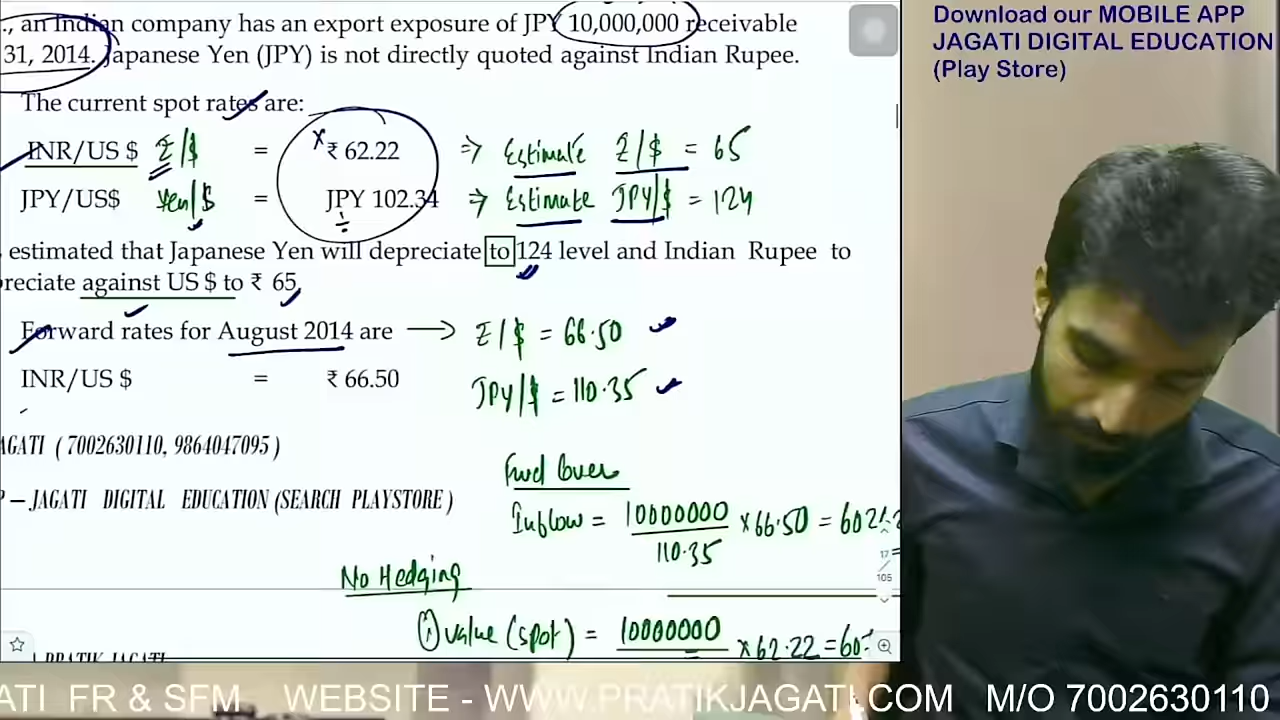 ., an Indian company has an export exposure of JPY 10,000,000 receivable
31, 2014. Japanese Yen (JPY) is not directly quoted against Indian Rupee.
The current spot rates are:
INR/US $ ₹/$ = ₹ 62.22 ⇒ Estimate ₹/$ = 65
JPY/US$ Yen/$ = JPY 102.34 ⇒ Estimate JPY/$ = 124
estimated that Japanese Yen will depreciate to 124 level and Indian Rupee to
reciate against US $ to ₹ 65.
Forward rates for August 2014 are → ₹/$ = 66.50
INR/US $ = ₹ 66.50
JPY/$ = 110.35
AGATI ( 7002630110, 9864047095 )
P – JAGATI DIGITAL EDUCATION (SEARCH PLAYSTORE )
Fwd Cover
Inflow = 10000000 / 110.35 × 66.50 =
No Hedging
① value (spot) = 10000000 × 62.22 =
17 / 105
Download our MOBILE APP
JAGATI DIGITAL EDUCATION
(Play Store)
ATI FR & SFM WEBSITE - WWW.PRATIKJAGATI.COM M/O 7002630110